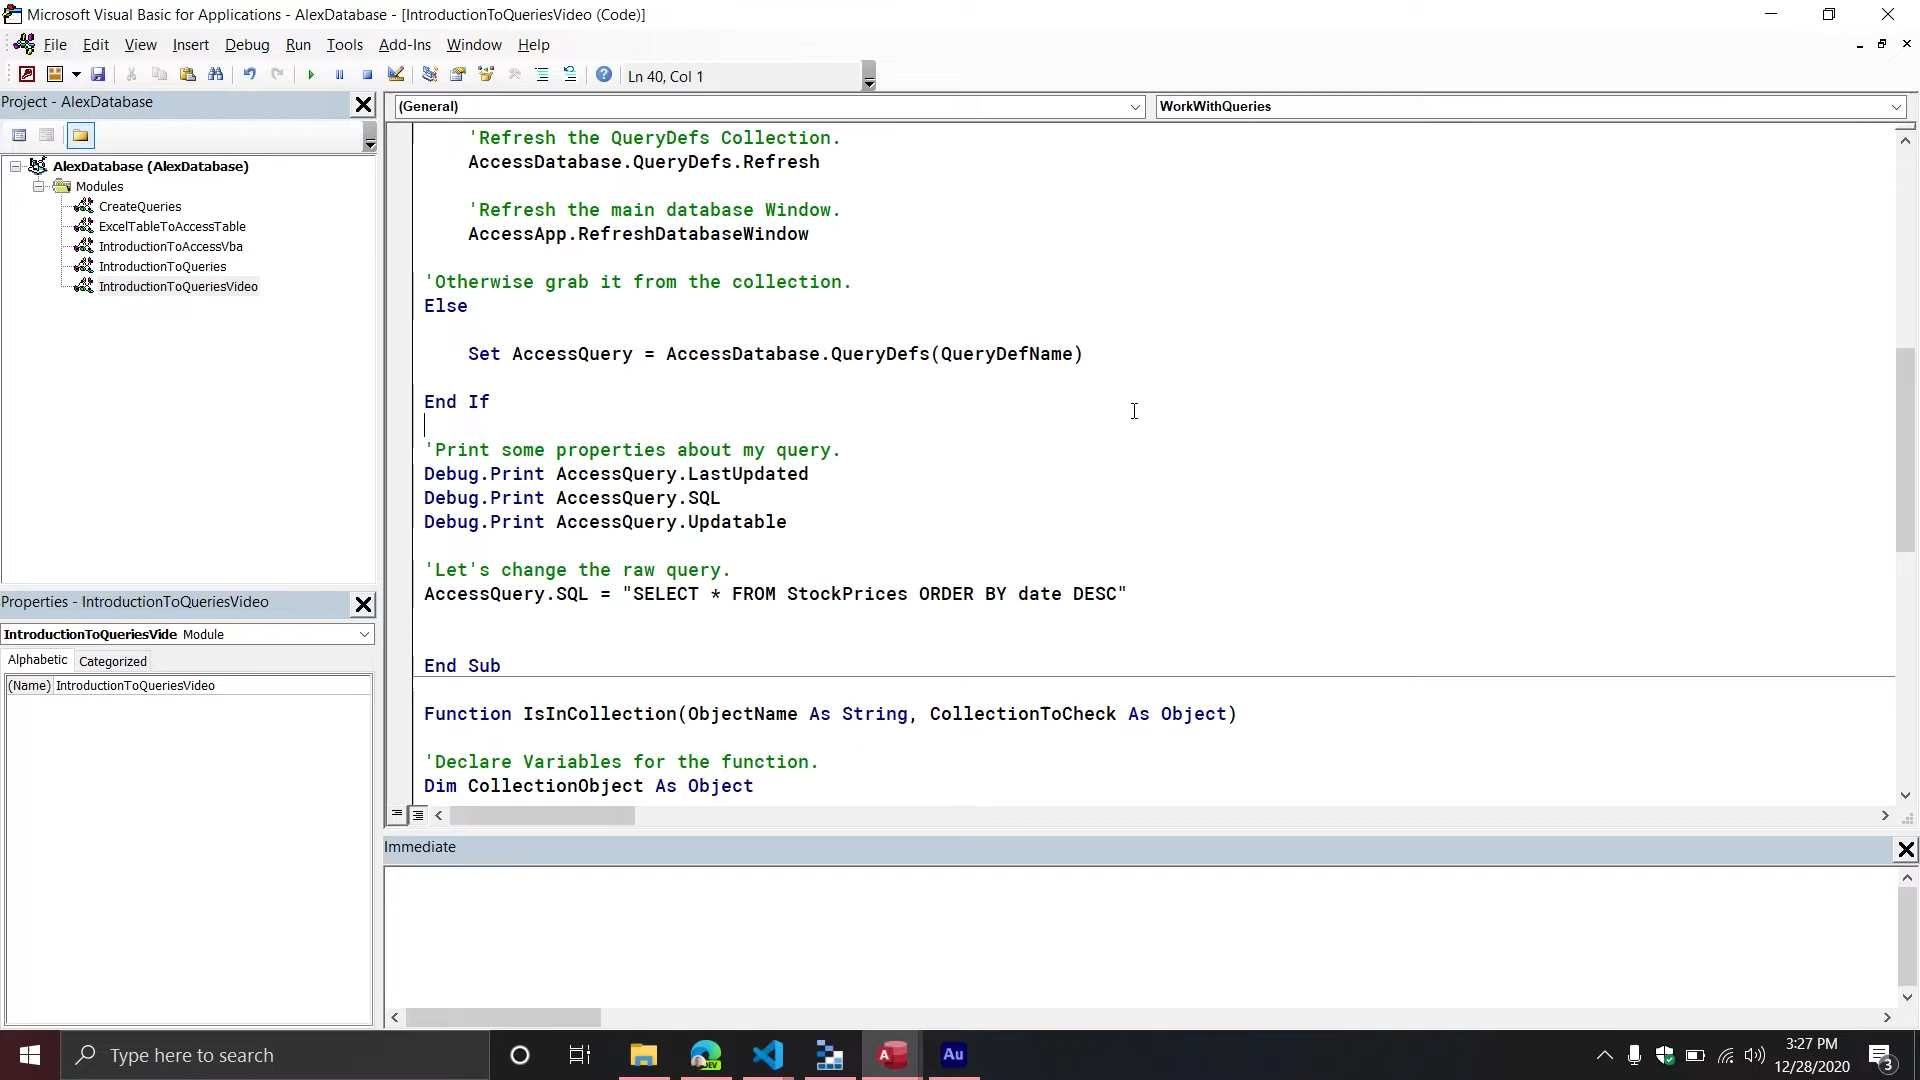 Microsoft Visual Basic for Applications - AlexDatabase - [IntroductionToQueriesVideo (Code)]
File Edit View Insert Debug Run Tools Add-Ins Window Help
Ln 40, Col 1
Project - AlexDatabase
AlexDatabase (AlexDatabase)
Modules
CreateQueries
ExcelTableToAccessTable
IntroductionToAccessVba
IntroductionToQueries
IntroductionToQueriesVideo
Properties - IntroductionToQueriesVideo
IntroductionToQueriesVide Module
Alphabetic Categorized
(Name) IntroductionToQueriesVideo
(General) WorkWithQueries
'Refresh the QueryDefs Collection.
AccessDatabase.QueryDefs.Refresh
'Refresh the main database Window.
AccessApp.RefreshDatabaseWindow
'Otherwise grab it from the collection.
Else
Set AccessQuery = AccessDatabase.QueryDefs(QueryDefName)
End If
'Print some properties about my query.
Debug.Print AccessQuery.LastUpdated
Debug.Print AccessQuery.SQL
Debug.Print AccessQuery.Updatable
'Let's change the raw query.
AccessQuery.SQL = "SELECT * FROM StockPrices ORDER BY date DESC"
End Sub
Function IsInCollection(ObjectName As String, CollectionToCheck As Object)
'Declare Variables for the function.
Dim CollectionObject As Object
Immediate
Type here to search
DEV
A
Au
3:27 PM
12/28/2020
3